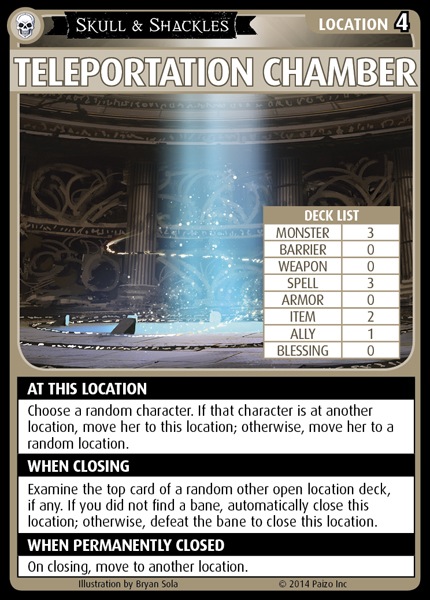 SKULL & SHACKLES
LOCATION 4
TELEPORTATION CHAMBER
DECK LIST
MONSTER 3
BARRIER 0
WEAPON 0
SPELL 3
ARMOR 0
ITEM 2
ALLY 1
BLESSING 0
AT THIS LOCATION
Choose a random character. If that character is at another
location, move her to this location; otherwise, move her to a
random location.
WHEN CLOSING
Examine the top card of a random other open location deck,
if any. If you did not find a bane, automatically close this
location; otherwise, defeat the bane to close this location.
WHEN PERMANENTLY CLOSED
On closing, move to another location.
Illustration by Bryan Sola © 2014 Paizo Inc